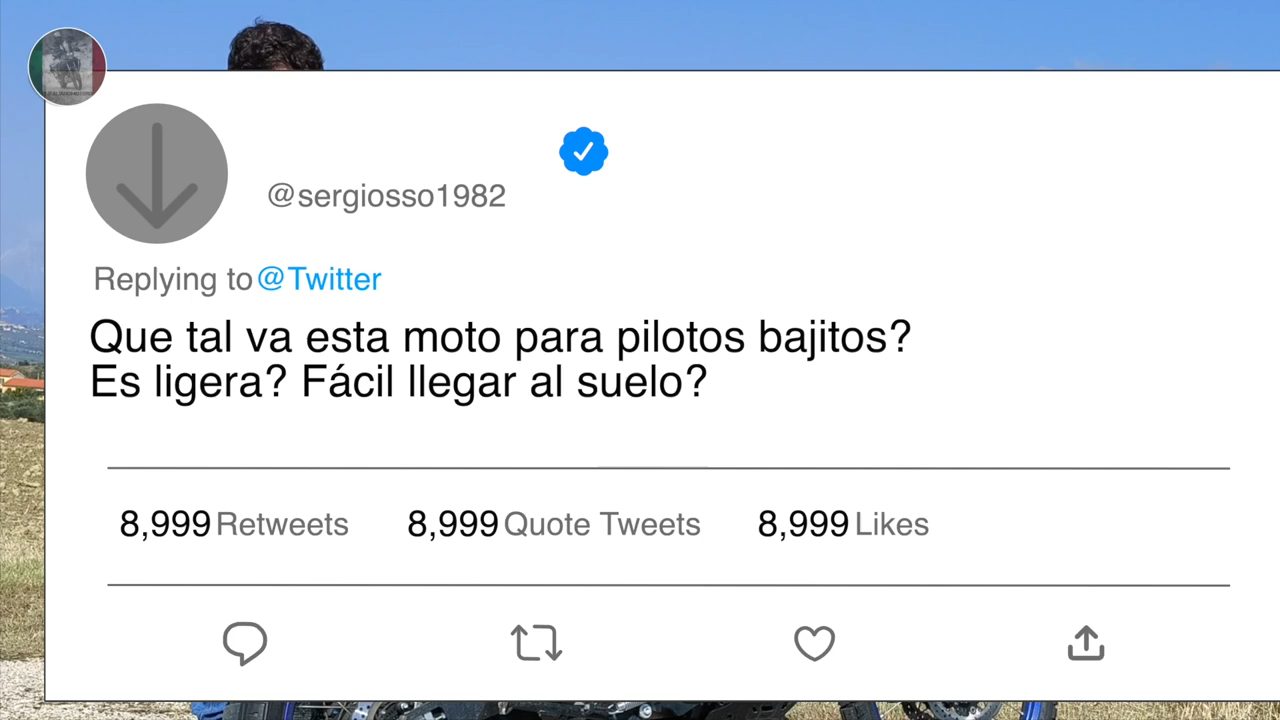 @sergiosso1982
Replying to @Twitter
Que tal va esta moto para pilotos bajitos?
Es ligera? Fácil llegar al suelo?
8,999 Retweets 8,999 Quote Tweets 8,999 Likes